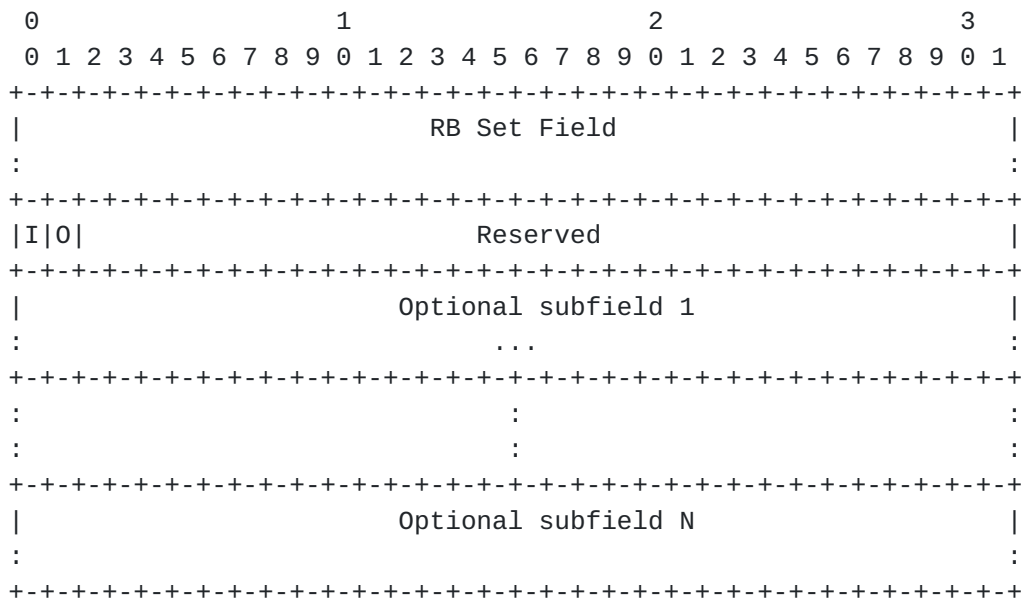 0                   1                   2                   3
 0 1 2 3 4 5 6 7 8 9 0 1 2 3 4 5 6 7 8 9 0 1 2 3 4 5 6 7 8 9 0 1
+-+-+-+-+-+-+-+-+-+-+-+-+-+-+-+-+-+-+-+-+-+-+-+-+-+-+-+-+-+-+-+-+
|                          RB Set Field                         |
:                                                               :
+-+-+-+-+-+-+-+-+-+-+-+-+-+-+-+-+-+-+-+-+-+-+-+-+-+-+-+-+-+-+-+-+
|I|O|                         Reserved                          |
+-+-+-+-+-+-+-+-+-+-+-+-+-+-+-+-+-+-+-+-+-+-+-+-+-+-+-+-+-+-+-+-+
|                        Optional subfield 1                    |
:                              ...                              :
+-+-+-+-+-+-+-+-+-+-+-+-+-+-+-+-+-+-+-+-+-+-+-+-+-+-+-+-+-+-+-+-+
:                               :                               :
:                               :                               :
+-+-+-+-+-+-+-+-+-+-+-+-+-+-+-+-+-+-+-+-+-+-+-+-+-+-+-+-+-+-+-+-+
|                        Optional subfield N                    |
:                                                               :
+-+-+-+-+-+-+-+-+-+-+-+-+-+-+-+-+-+-+-+-+-+-+-+-+-+-+-+-+-+-+-+-+